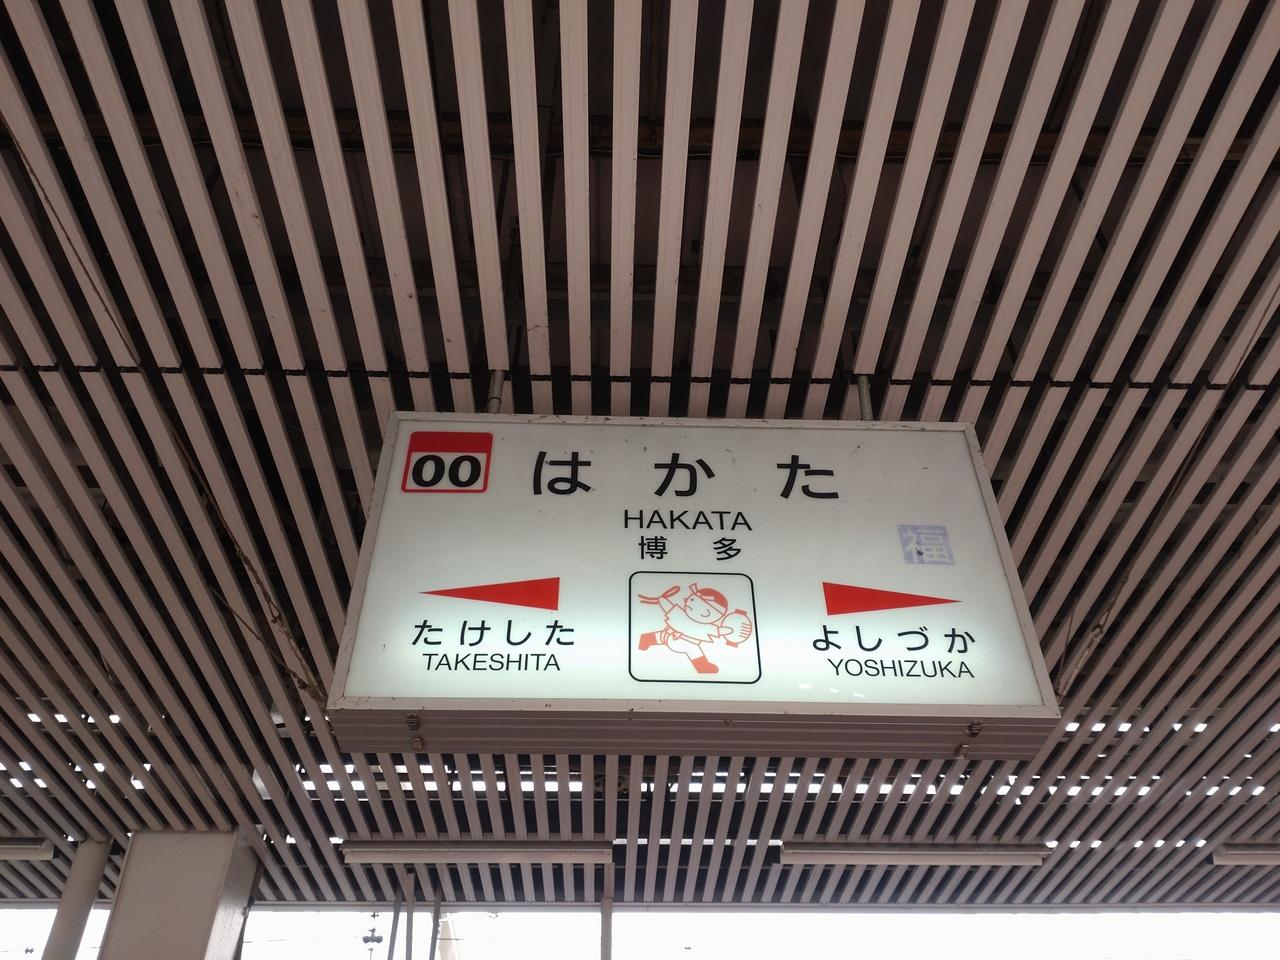 00
は か た
HAKATA
博 多
福
た け し た
TAKESHITA
よ し づ か
YOSHIZUKA